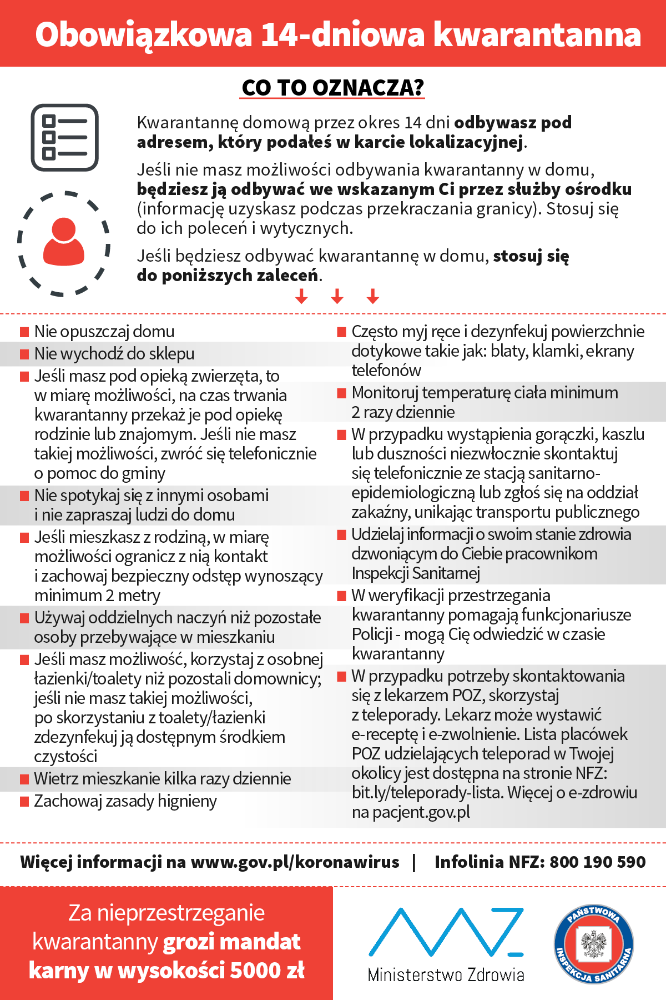 Obowiązkowa 14-dniowa kwarantanna
CO TO OZNACZA?
Kwarantannę domową przez okres 14 dni odbywasz pod
adresem, który podałeś w karcie lokalizacyjnej.
Jeśli nie masz możliwości odbywania kwarantanny w domu,
będziesz ją odbywać we wskazanym Ci przez służby ośrodku
(informację uzyskasz podczas przekraczania granicy). Stosuj się
do ich poleceń i wytycznych.
Jeśli będziesz odbywać kwarantannę w domu, stosuj się
do poniższych zaleceń.
Nie opuszczaj domu
Nie wychodź do sklepu
Jeśli masz pod opieką zwierzęta, to
w miarę możliwości, na czas trwania
kwarantanny przekaż je pod opiekę
rodzinie lub znajomym. Jeśli nie masz
takiej możliwości, zwróć się telefonicznie
o pomoc do gminy
Nie spotykaj się z innymi osobami
i nie zapraszaj ludzi do domu
Jeśli mieszkasz z rodziną, w miarę
możliwości ogranicz z nią kontakt
i zachowaj bezpieczny odstęp wynoszący
minimum 2 metry
Używaj oddzielnych naczyń niż pozostałe
osoby przebywające w mieszkaniu
Jeśli masz możliwość, korzystaj z osobnej
łazienki/toalety niż pozostali domownicy;
jeśli nie masz takiej możliwości,
po skorzystaniu z toalety/łazienki
zdezynfekuj ją dostępnym środkiem
czystości
Wietrz mieszkanie kilka razy dziennie
Zachowaj zasady hignieny
Często myj ręce i dezynfekuj powierzchnie
dotykowe takie jak: blaty, klamki, ekrany
telefonów
Monitoruj temperaturę ciała minimum
2 razy dziennie
W przypadku wystąpienia gorączki, kaszlu
lub duszności niezwłocznie skontaktuj
się telefonicznie ze stacją sanitarno-
epidemiologiczną lub zgłoś się na oddział
zakaźny, unikając transportu publicznego
Udzielaj informacji o swoim stanie zdrowia
dzwoniącym do Ciebie pracownikom
Inspekcji Sanitarnej
W weryfikacji przestrzegania
kwarantanny pomagają funkcjonariusze
Policji - mogą Cię odwiedzić w czasie
kwarantanny
W przypadku potrzeby skontaktowania
się z lekarzem POZ, skorzystaj
z teleporady. Lekarz może wystawić
e-receptę i e-zwolnienie. Lista placówek
POZ udzielających teleporad w Twojej
okolicy jest dostępna na stronie NFZ:
bit.ly/teleporady-lista. Więcej o e-zdrowiu
na pacjent.gov.pl
Więcej informacji na www.gov.pl/koronawirus | Infolinia NFZ: 800 190 590
Za nieprzestrzeganie
kwarantanny grozi mandat
karny w wysokości 5000 zł
Ministerstwo Zdrowia
PAŃSTWOWA
INSPEKCJA SANITARNA